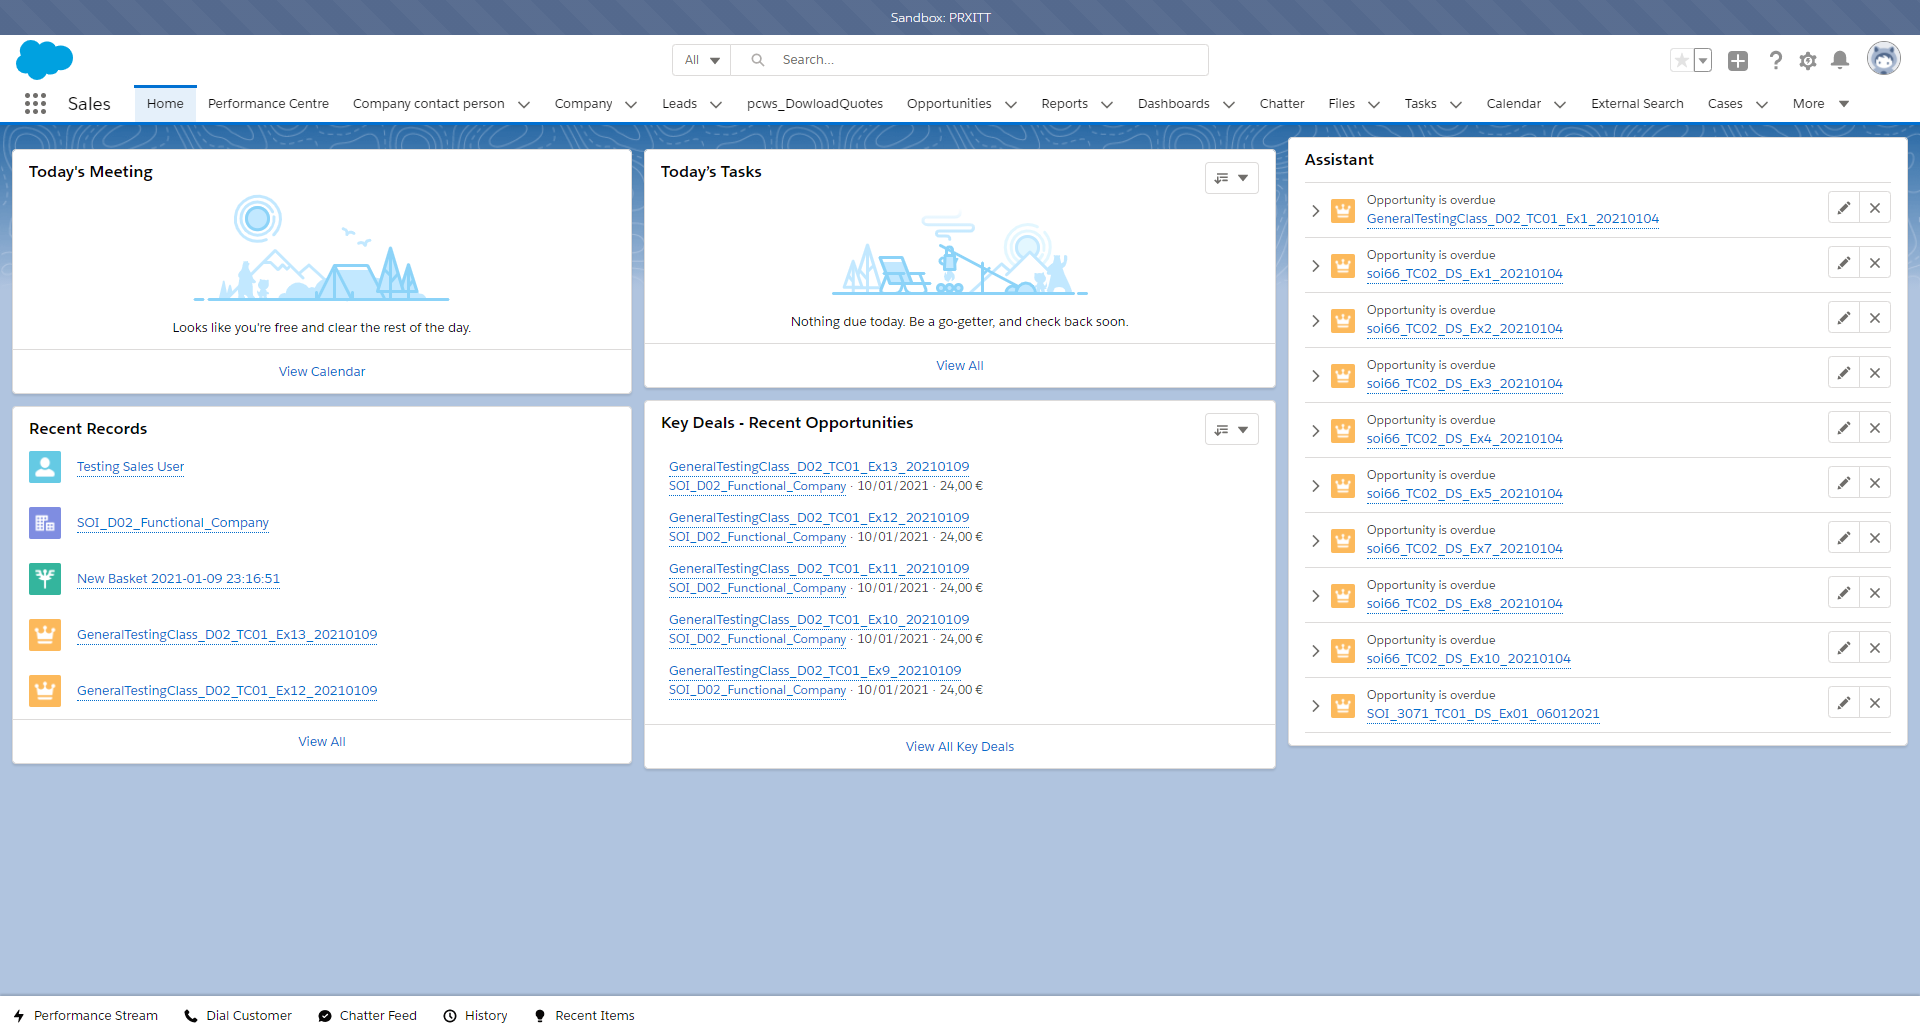 Sandbox: PRXITT
All
Search...
Sales
Home
Performance Centre
Company contact person
Company
Leads
pcws_DowloadQuotes
Opportunities
Reports
Dashboards
Chatter
Files
Tasks
Calendar
External Search
Cases
More
Today's Meeting
Looks like you're free and clear the rest of the day.
View Calendar
Recent Records
Testing Sales User
SOI_D02_Functional_Company
New Basket 2021-01-09 23:16:51
GeneralTestingClass_D02_TC01_Ex13_20210109
GeneralTestingClass_D02_TC01_Ex12_20210109
View All
Today's Tasks
Nothing due today. Be a go-getter, and check back soon.
View All
Key Deals - Recent Opportunities
GeneralTestingClass_D02_TC01_Ex13_20210109
SOI_D02_Functional_Company · 10/01/2021 · 24,00 €
GeneralTestingClass_D02_TC01_Ex12_20210109
SOI_D02_Functional_Company · 10/01/2021 · 24,00 €
GeneralTestingClass_D02_TC01_Ex11_20210109
SOI_D02_Functional_Company · 10/01/2021 · 24,00 €
GeneralTestingClass_D02_TC01_Ex10_20210109
SOI_D02_Functional_Company · 10/01/2021 · 24,00 €
GeneralTestingClass_D02_TC01_Ex9_20210109
SOI_D02_Functional_Company · 10/01/2021 · 24,00 €
View All Key Deals
Assistant
Opportunity is overdue
GeneralTestingClass_D02_TC01_Ex1_20210104
Opportunity is overdue
soi66_TC02_DS_Ex1_20210104
Opportunity is overdue
soi66_TC02_DS_Ex2_20210104
Opportunity is overdue
soi66_TC02_DS_Ex3_20210104
Opportunity is overdue
soi66_TC02_DS_Ex4_20210104
Opportunity is overdue
soi66_TC02_DS_Ex5_20210104
Opportunity is overdue
soi66_TC02_DS_Ex7_20210104
Opportunity is overdue
soi66_TC02_DS_Ex8_20210104
Opportunity is overdue
soi66_TC02_DS_Ex10_20210104
Opportunity is overdue
SOI_3071_TC01_DS_Ex01_06012021
Performance Stream
Dial Customer
Chatter Feed
History
Recent Items